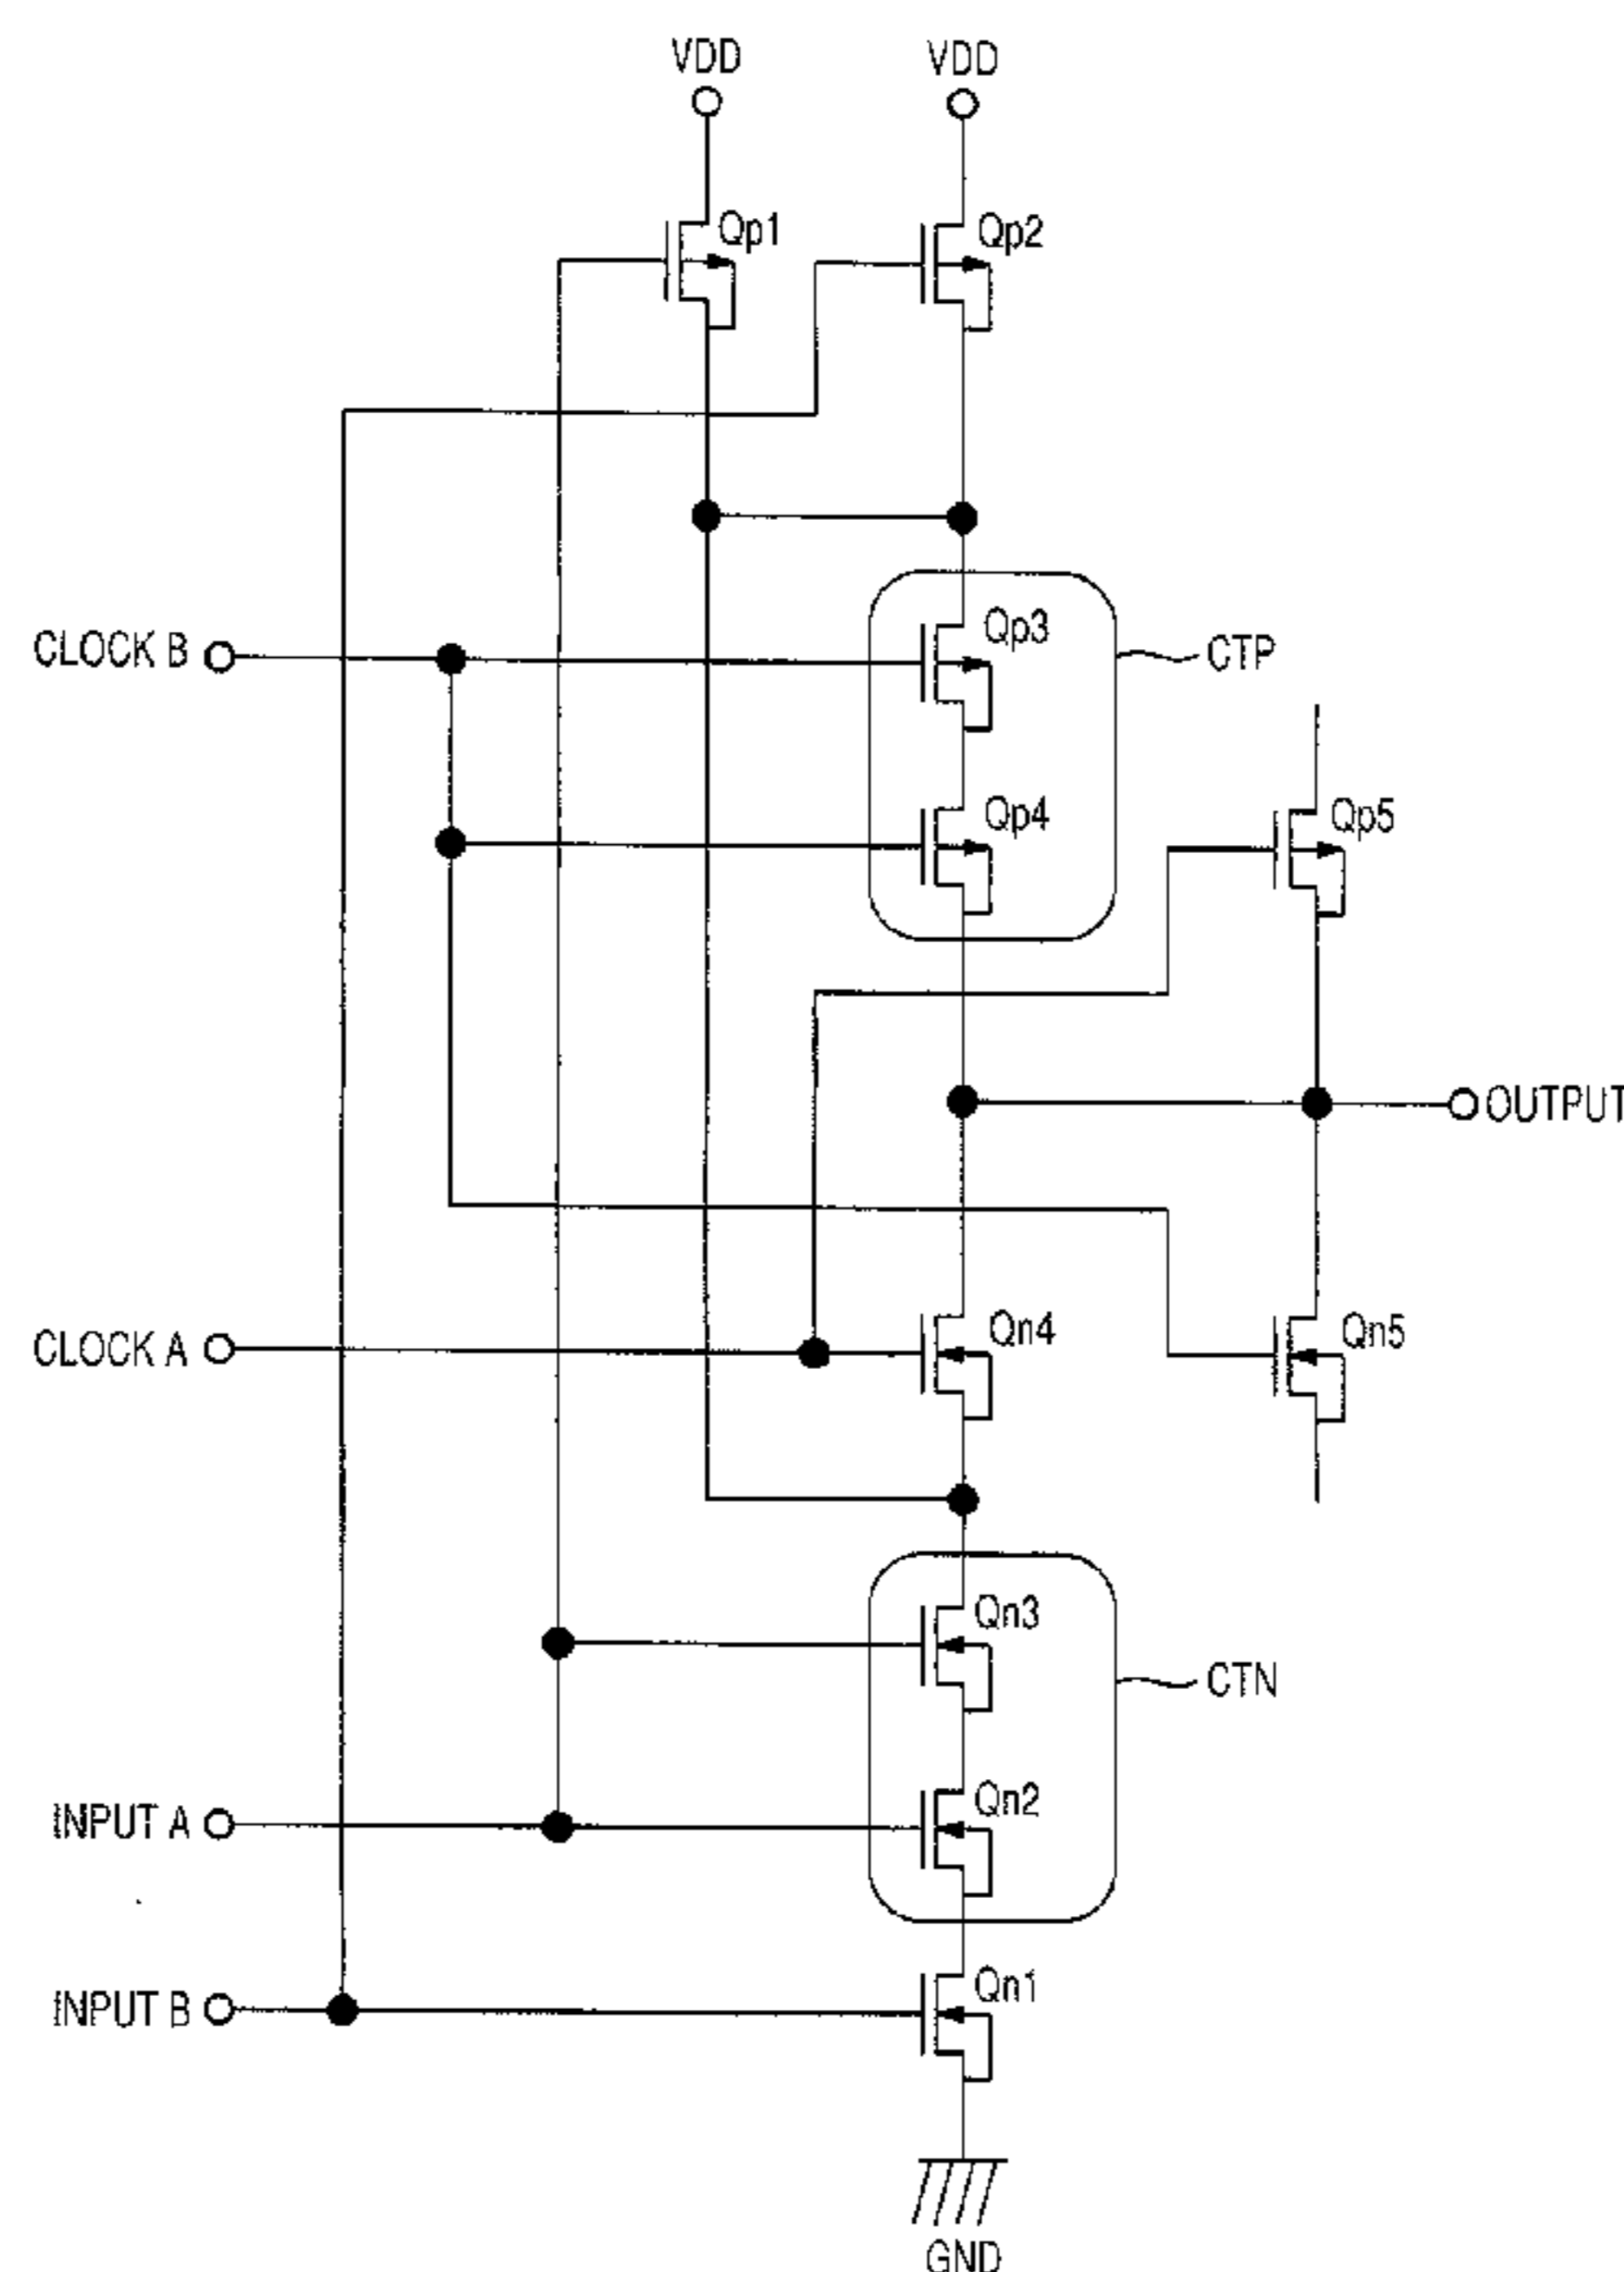 VDD
VDD
Qp1
Qp2
Qp3
CLOCK B
CTP
Qp4
Qp5
OUTPUT
Qn4
Qn5
CLOCK A
Qn3
CTN
Qn2
INPUT A
Qn1
INPUT B
GND